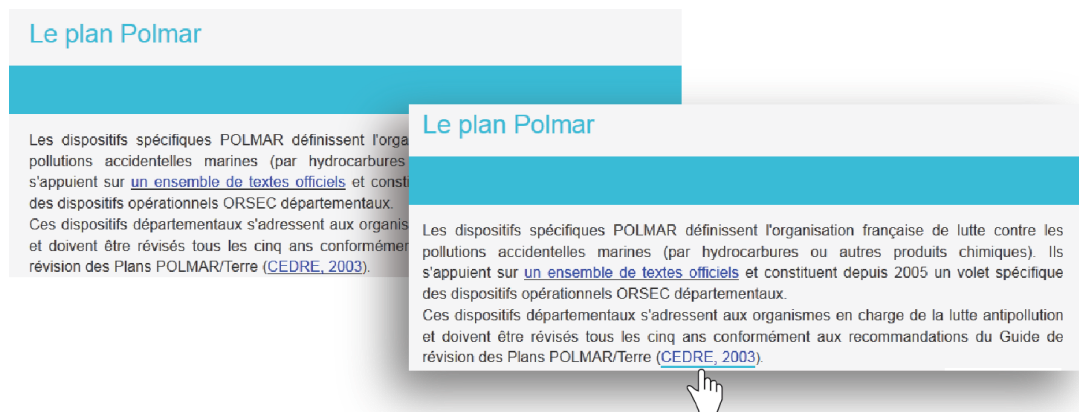 Le plan Polmar
Les dispositifs spécifiques POLMAR définissent l'orga
pollutions accidentelles marines (par hydrocarbures
s'appuient sur un ensemble de textes officiels et consti
des dispositifs opérationnels ORSEC départementaux.
Ces dispositifs départementaux s'adressent aux organis
et doivent être révisés tous les cinq ans conformémen
révision des Plans POLMAR/Terre (CEDRE, 2003).
Le plan Polmar
Les dispositifs spécifiques POLMAR définissent l'organisation française de lutte contre les
pollutions accidentelles marines (par hydrocarbures ou autres produits chimiques). Ils
s'appuient sur un ensemble de textes officiels et constituent depuis 2005 un volet spécifique
des dispositifs opérationnels ORSEC départementaux.
Ces dispositifs départementaux s'adressent aux organismes en charge de la lutte antipollution
et doivent être révisés tous les cinq ans conformément aux recommandations du Guide de
révision des Plans POLMAR/Terre (CEDRE, 2003).